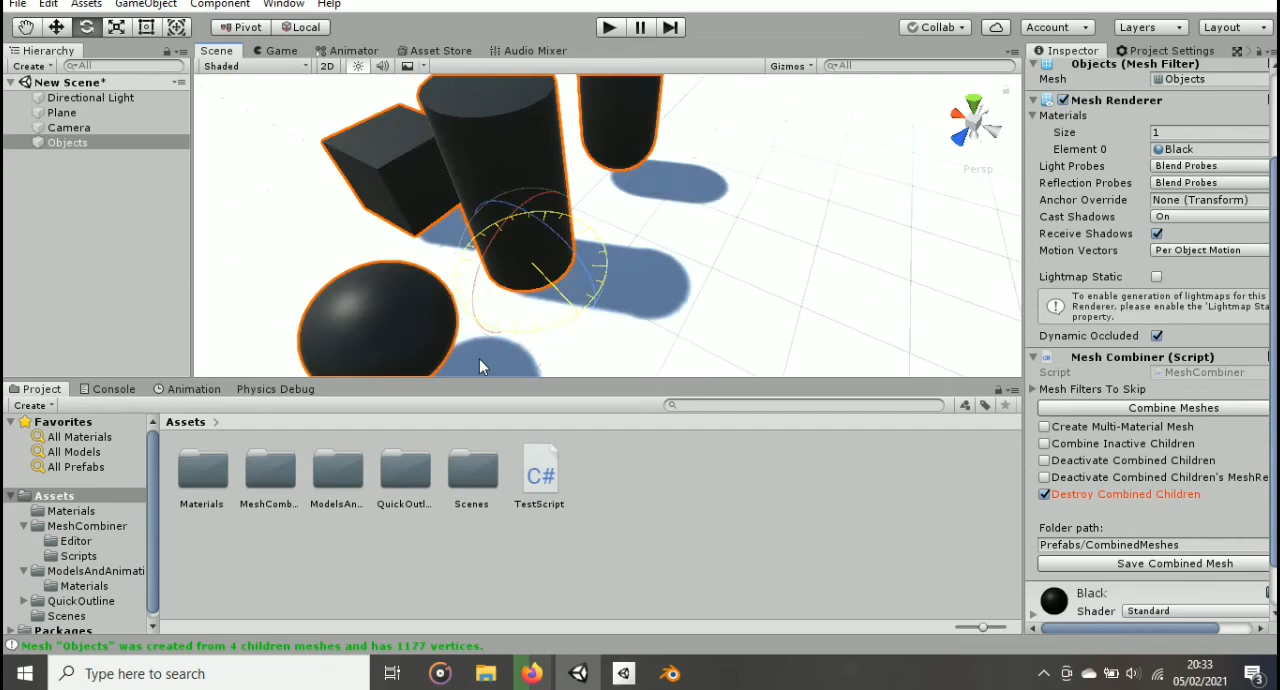 File Edit Assets GameObject Component Window Help
Pivot Local Collab Account Layers Layout
Hierarchy Scene Game Animator Asset Store Audio Mixer Inspector Project Settings
Create All Shaded 2D Gizmos All
New Scene*
Directional Light
Plane
Camera
Objects
Persp
Objects (Mesh Filter)
Mesh Objects
Mesh Renderer
Materials
Size 1
Element 0 Black
Light Probes Blend Probes
Reflection Probes Blend Probes
Anchor Override None (Transform)
Cast Shadows On
Receive Shadows
Motion Vectors Per Object Motion
Lightmap Static
To enable generation of lightmaps for this
Renderer, please enable the 'Lightmap Sta
property.
Dynamic Occluded
Mesh Combiner (Script)
Script MeshCombiner
Mesh Filters To Skip
Combine Meshes
Create Multi-Material Mesh
Combine Inactive Children
Deactivate Combined Children
Deactivate Combined Children's MeshRe
Destroy Combined Children
Folder path:
Prefabs/CombinedMeshes
Save Combined Mesh
Black
Shader Standard
Project Console Animation Physics Debug
Create
Favorites
All Materials
All Models
All Prefabs
Assets
Materials
MeshCombiner
Editor
Scripts
ModelsAndAnimati
Materials
QuickOutline
Scenes
Packages
Assets
C#
Materials MeshComb... ModelsAn... QuickOutl... Scenes TestScript
Mesh "Objects" was created from 4 children meshes and has 1177 vertices.
Type here to search
20:33
05/02/2021
3